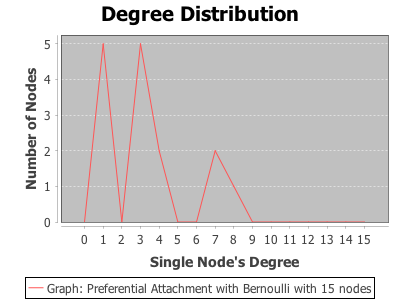 Degree Distribution
5
4
3
2
1
0
Number of Nodes
0 1 2 3 4 5 6 7 8 9 10 11 12 13 14 15
Single Node's Degree
Graph: Preferential Attachment with Bernoulli with 15 nodes